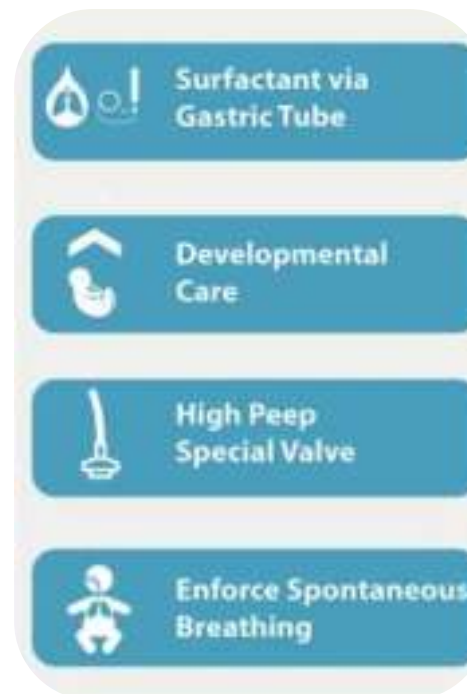 Surfactant via
Gastric Tube
Developmental
Care
High Peep
Special Valve
Enforce Spontaneous
Breathing